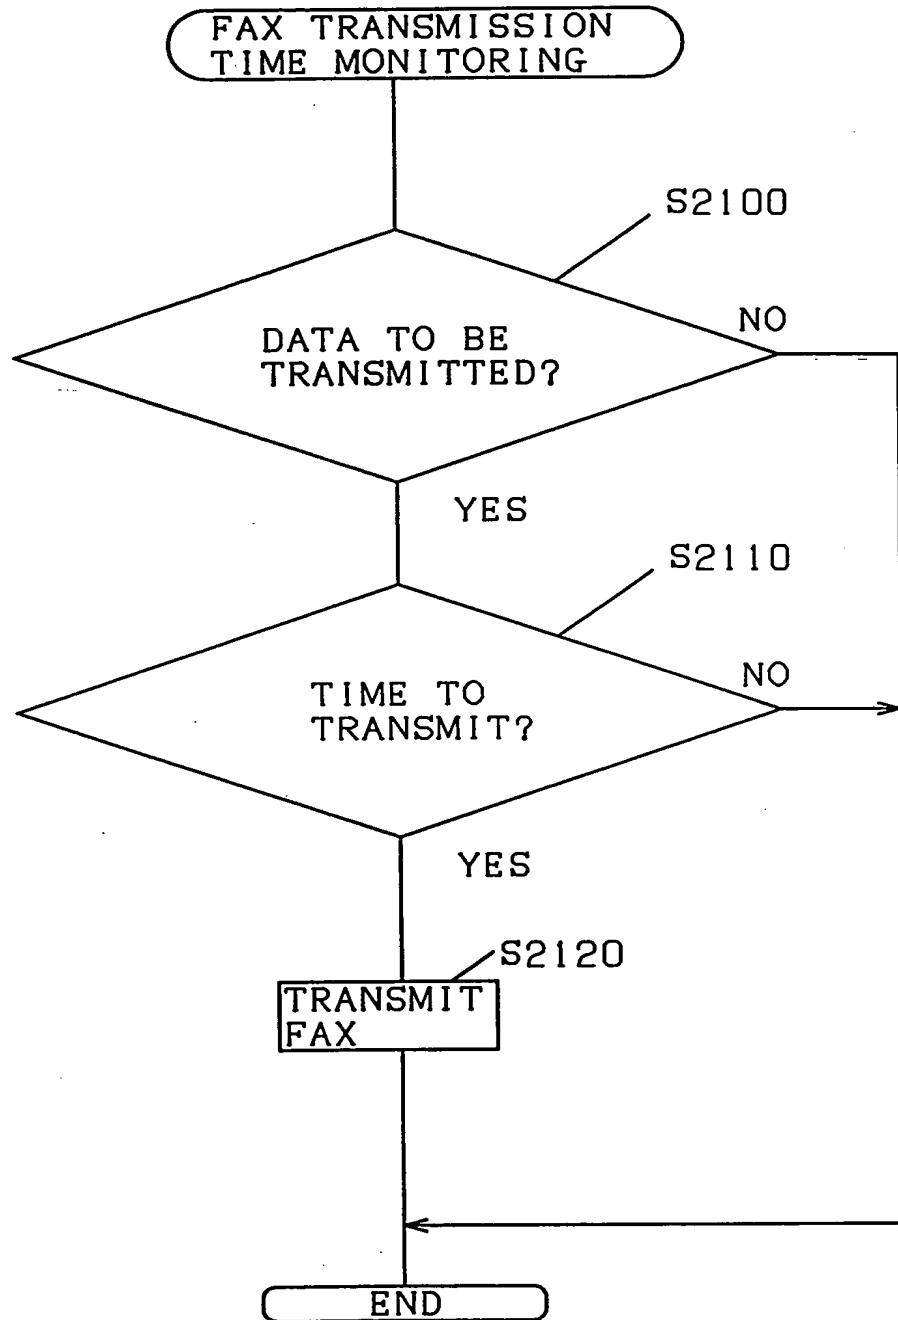 FAX TRANSMISSION
TIME MONITORING
S2100
DATA TO BE
TRANSMITTED?
NO
YES
S2110
TIME TO
TRANSMIT?
NO
YES
S2120
TRANSMIT
FAX
END